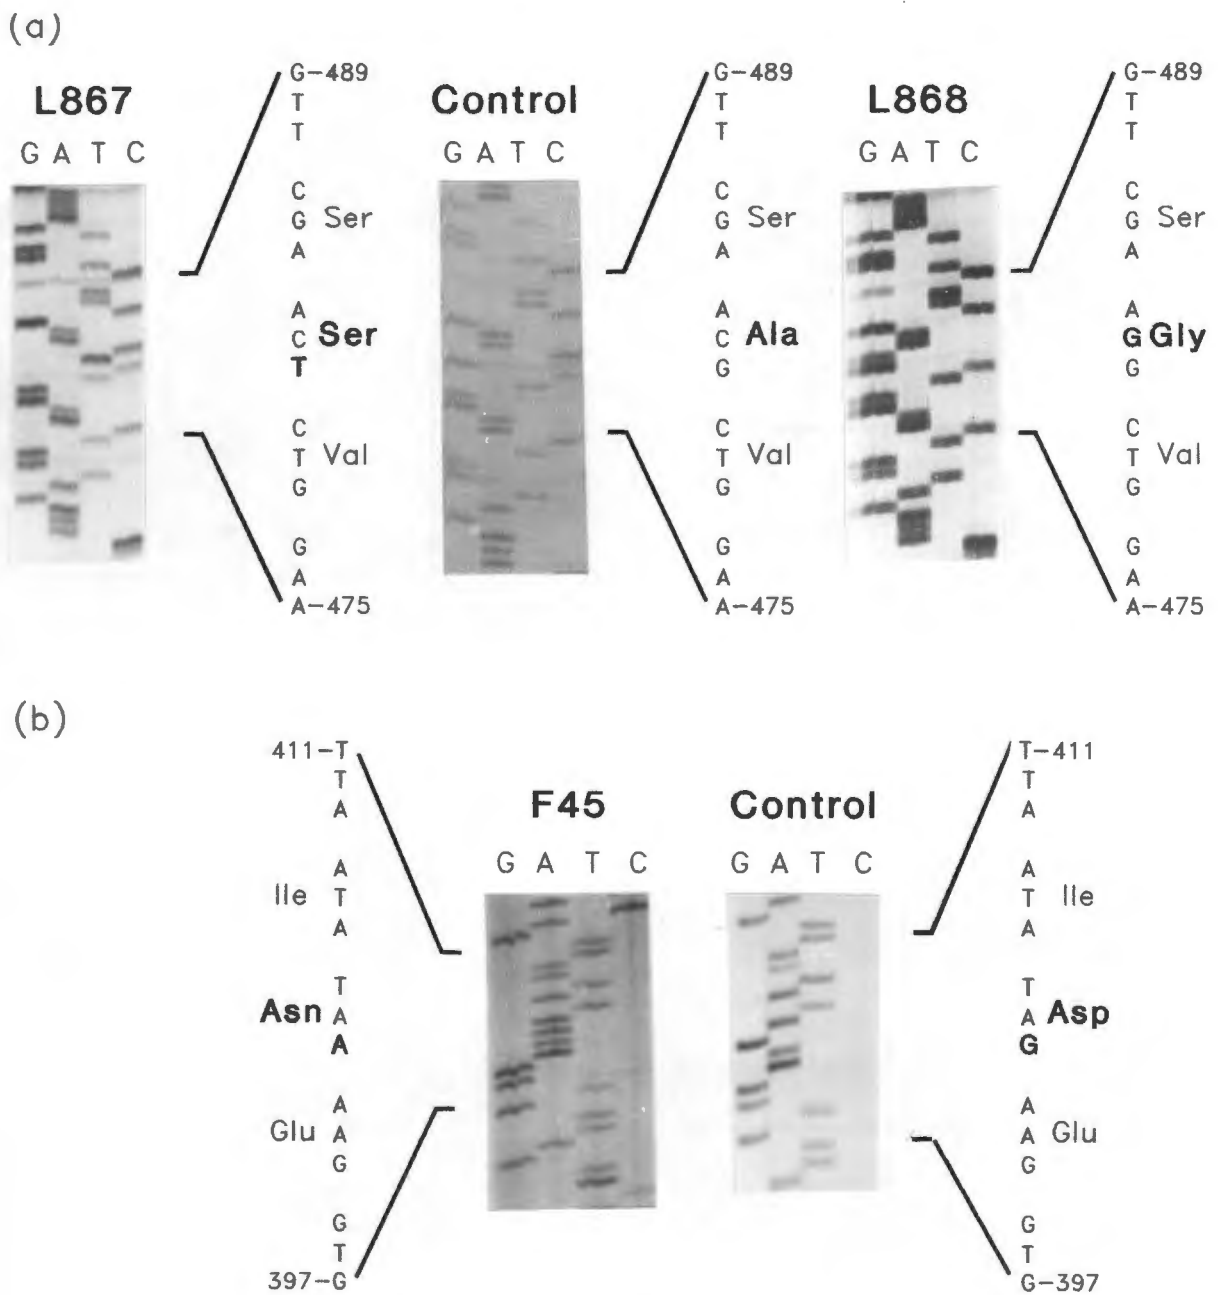 (a)
L867
G A T C
G-489
T
T
C
G Ser
A
A
C Ser
T
C
T Val
G
G
A
A-475
Control
G A T C
G-489
T
T
C
G Ser
A
A
C Ala
G
C
T Val
G
G
A
A-475
L868
G A T C
G-489
T
T
C
G Ser
A
A
G Gly
G
C
T Val
G
G
A
A-475
(b)
411-T
T
A
A
Ile T
A
T
Asn A
A
A
Glu A
G
G
T
397-G
F45
G A T C
Control
G A T C
T-411
T
A
A
T Ile
A
T
A Asp
G
A
A Glu
G
G
T
G-397